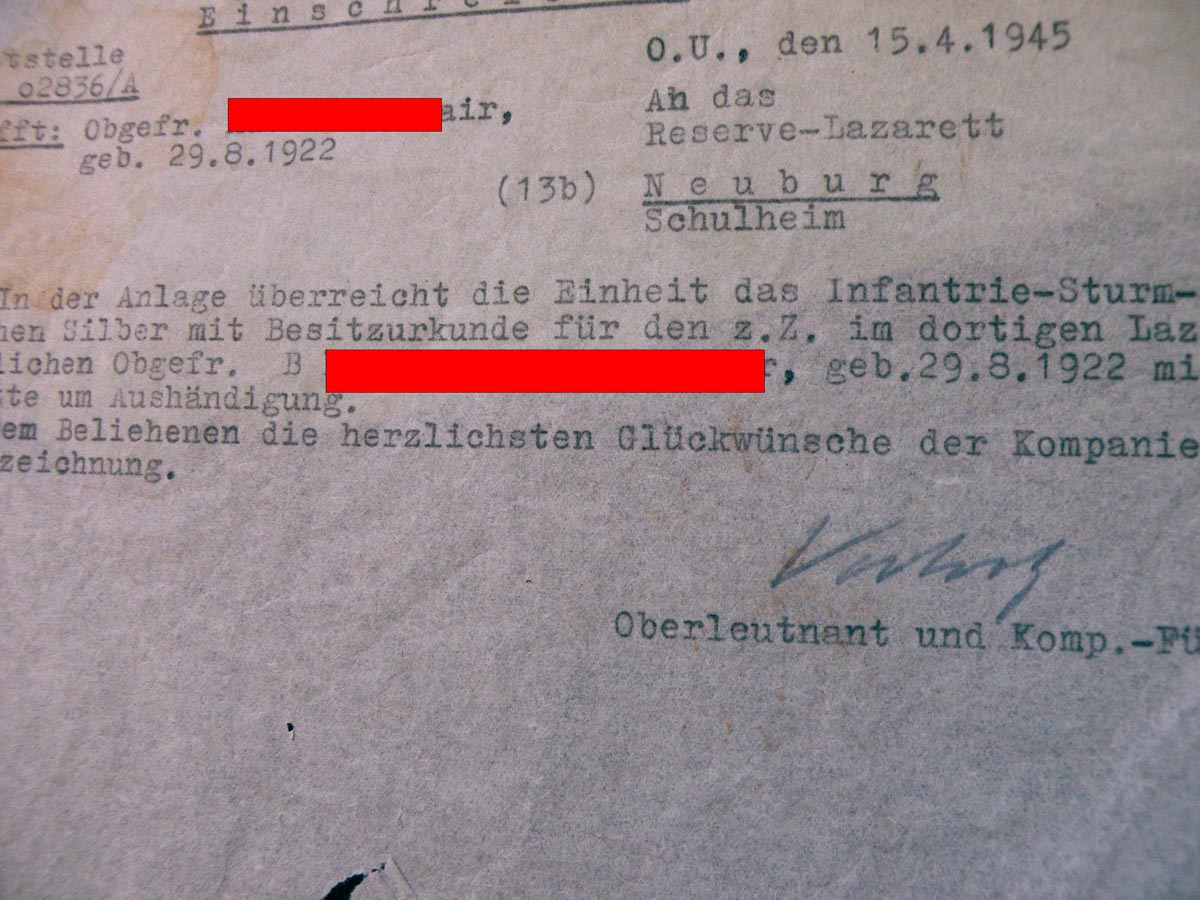 Einschrei
O.U., den 15.4.1945
tstelle
o2836/A
An das
fft: Obgefr. air,
Reserve-Lazarett
geb. 29.8.1922
(13b) Neuburg
Schulheim
In der Anlage überreicht die Einheit das Infantrie-Sturm-
hen Silber mit Besitzurkunde für den z.Z. im dortigen Laz
lichen Obgefr. B r, geb.29.8.1922 mi
te um Aushändigung.
em Beliehenen die herzlichsten Glückwünsche der Kompanie
zeichnung.
Oberleutnant und Komp.-Fü